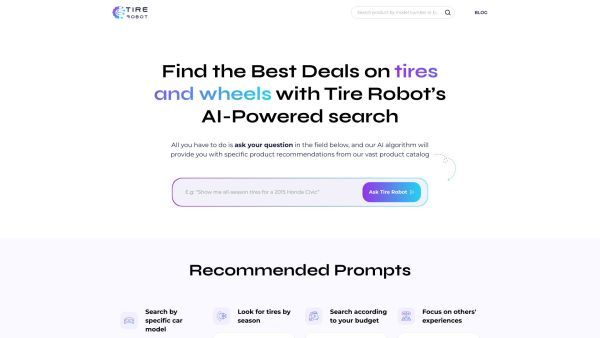 TIRE
ROBOT
Search product by model number or b
BLOG
Find the Best Deals on tires
and wheels with Tire Robot's
AI-Powered search
All you have to do is ask your question in the field below, and our AI algorithm will
provide you with specific product recommendations from our vast product catalog
E.g: "Show me all-season tires for a 2015 Honda Civic"
Ask Tire Robot
Recommended Prompts
Search by
specific car
model
Look for tires by
season
Search according
to your budget
Focus on others'
experiences